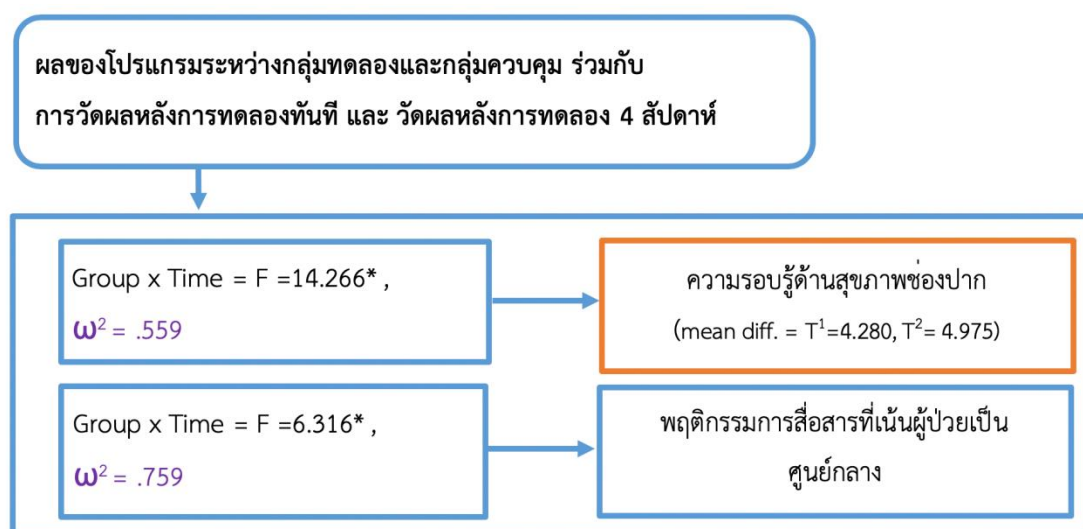 ผลของโปรแกรมระหว่างกลุ่มทดลองและกลุ่มควบคุม ร่วมกับ
การวัดผลหลังการทดลองทันที และ วัดผลหลังการทดลอง 4 สัปดาห์
Group x Time = F =14.266* ,
ω² = .559
ความรอบรู้ด้านสุขภาพช่องปาก
(mean diff. = T¹=4.280, T²= 4.975)
Group x Time = F =6.316* ,
ω² = .759
พฤติกรรมการสื่อสารที่เน้นผู้ป่วยเป็น
ศูนย์กลาง